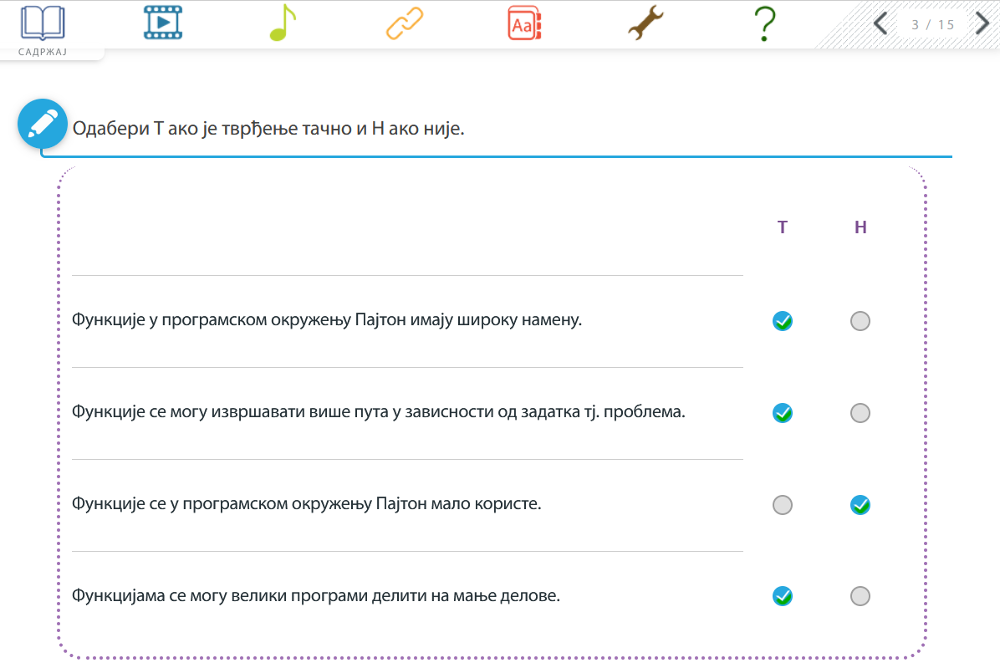 Aa
3 / 15
САДРЖАЈ
Одабери Т ако је тврђење тачно и Н ако није.
Т Н
Функције у програмском окружењу Пајтон имају широку намену.
Функције се могу извршавати више пута у зависности од задатка тј. проблема.
Функције се у програмском окружењу Пајтон мало користе.
Функцијама се могу велики програми делити на мање делове.